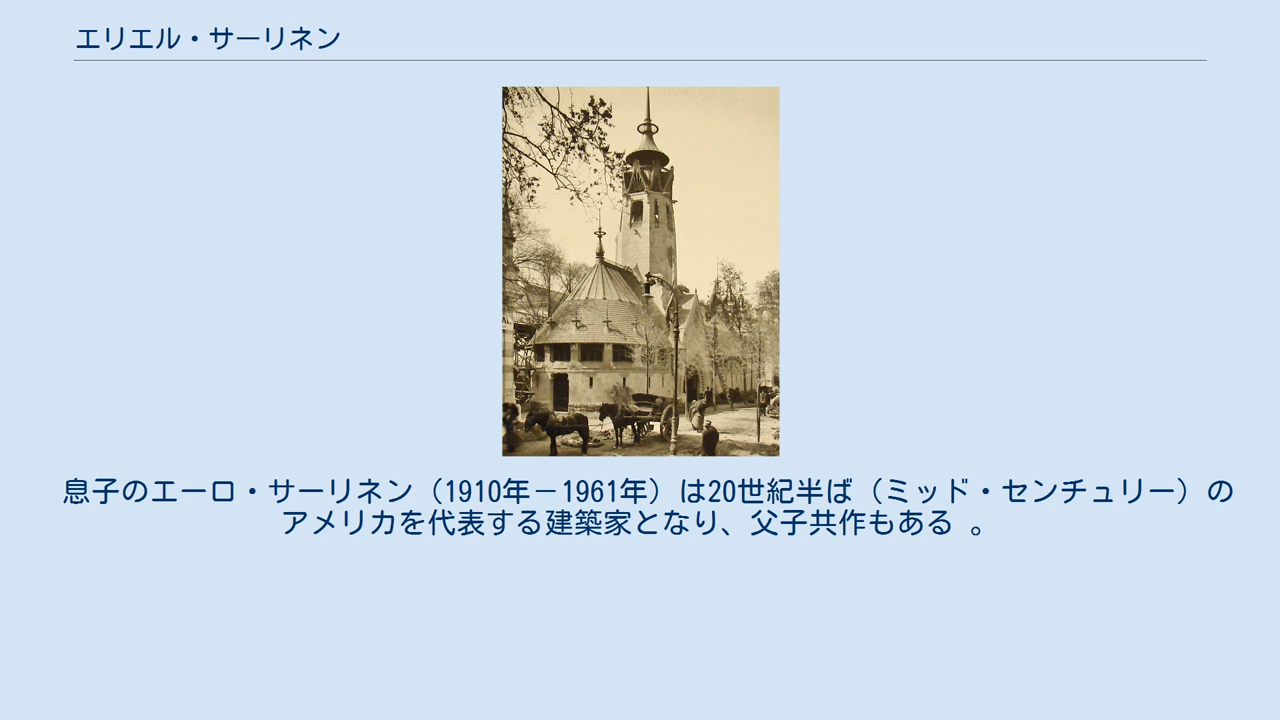 エリエル・サーリネン
息子のエーロ・サーリネン（1910年－1961年）は20世紀半ば（ミッド・センチュリー）の
アメリカを代表する建築家となり、父子共作もある 。